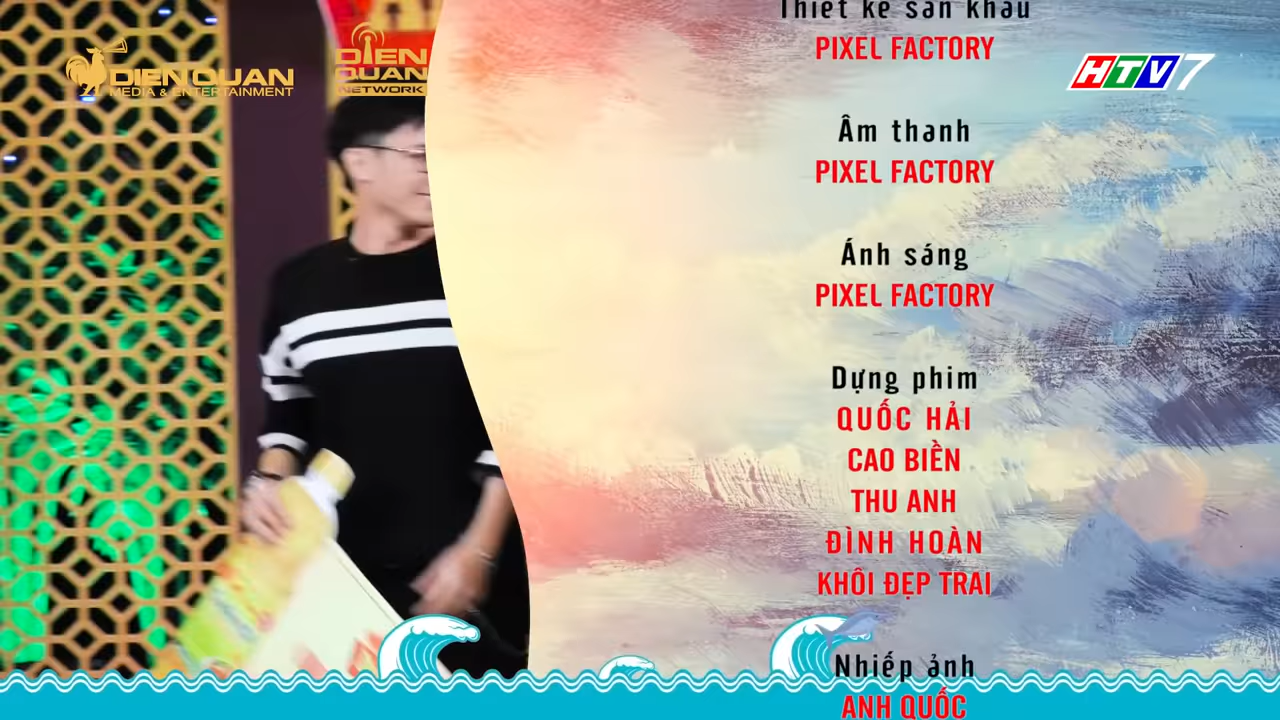 DIEN QUAN
MEDIA & ENTERTAINMENT
DIEN
QUAN
NETWORK
HTV7
Thiết kế sân khấu
PIXEL FACTORY
Âm thanh
PIXEL FACTORY
Ánh sáng
PIXEL FACTORY
Dựng phim
QUỐC HẢI
CAO BIỀN
THU ANH
ĐÌNH HOÀN
KHÔI ĐẸP TRAI
Nhiếp ảnh
ANH QUỐC